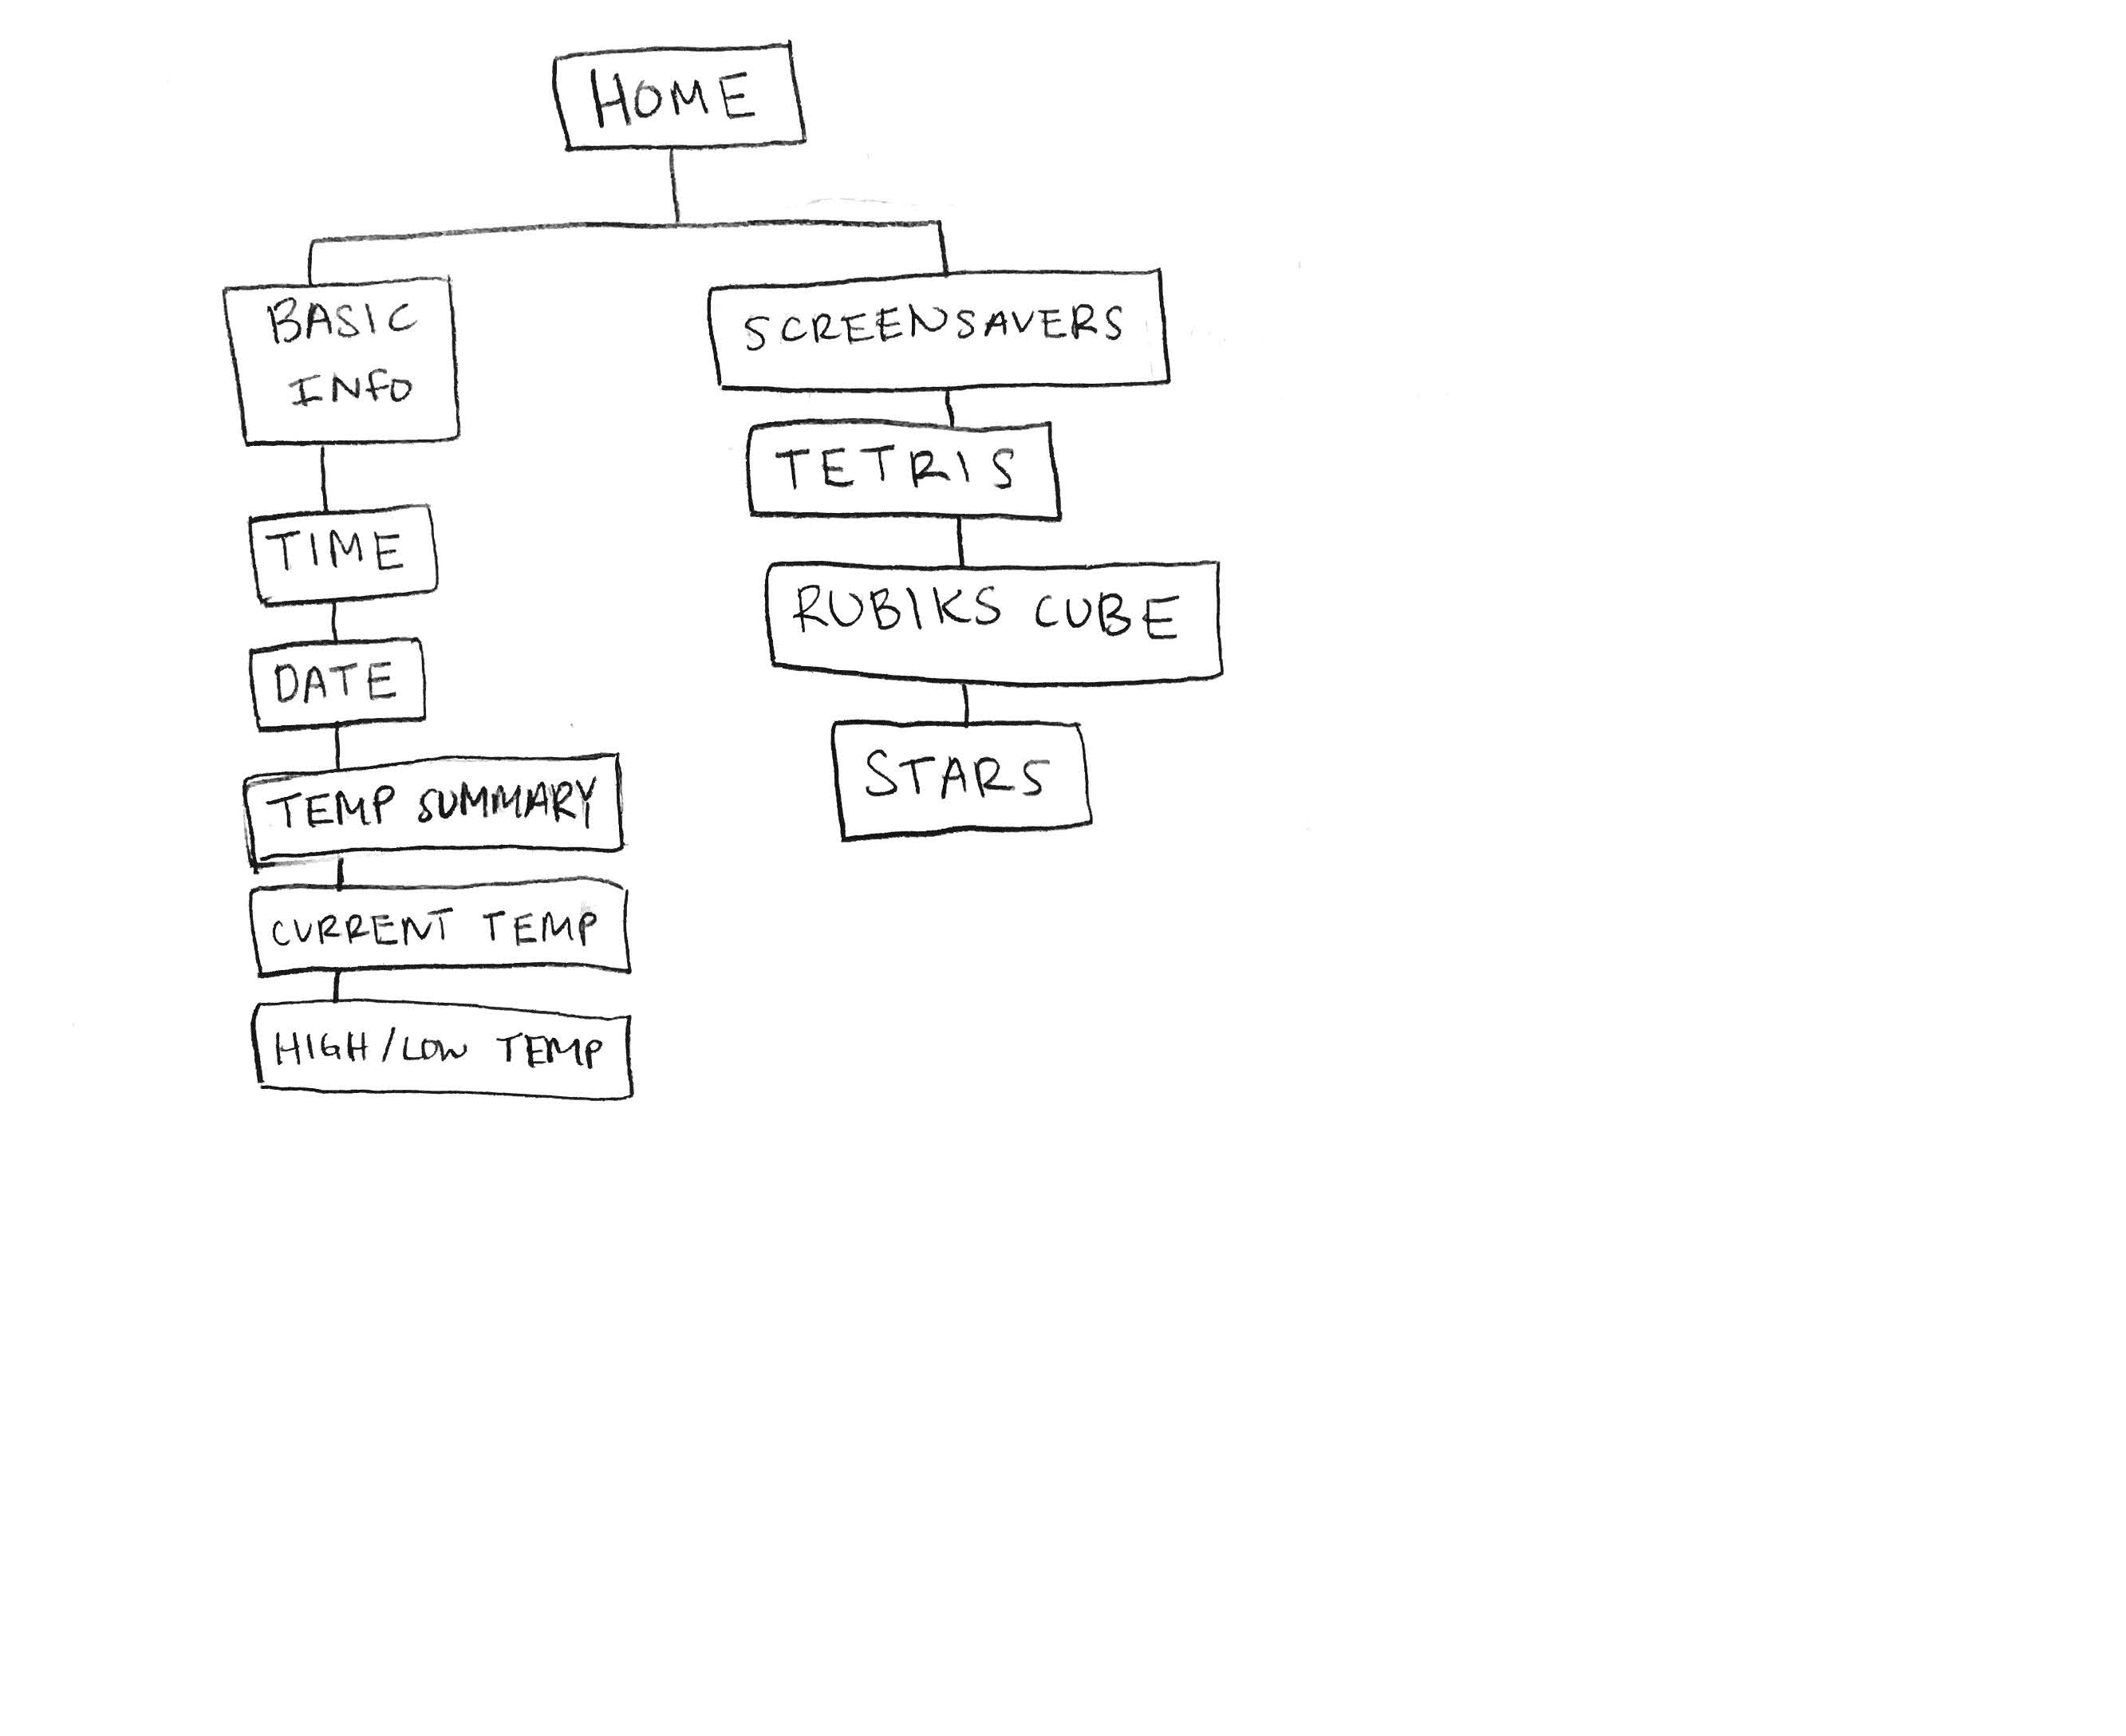 HOME
BASIC
INFO
SCREENSAVERS
TIME
TETRIS
DATE
RUBIKS CUBE
TEMP SUMMARY
STARS
CURRENT TEMP
HIGH/LOW TEMP